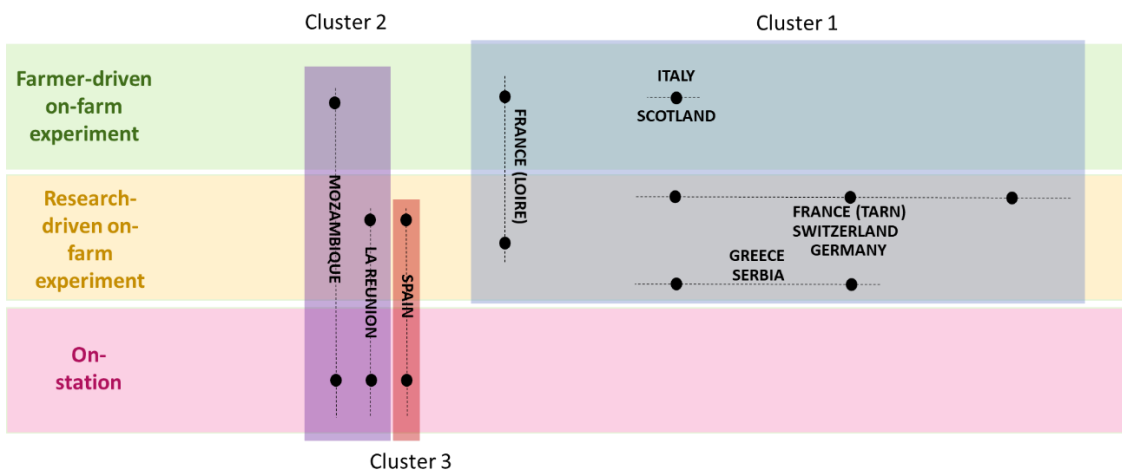 Cluster 2
Cluster 1
Farmer-driven
on-farm
experiment
ITALY
SCOTLAND
FRANCE (LOIRE)
MOZAMBIQUE
Research-
driven on-
farm
experiment
LA REUNION
SPAIN
FRANCE (TARN)
SWITZERLAND
GERMANY
GREECE
SERBIA
On-
station
Cluster 3